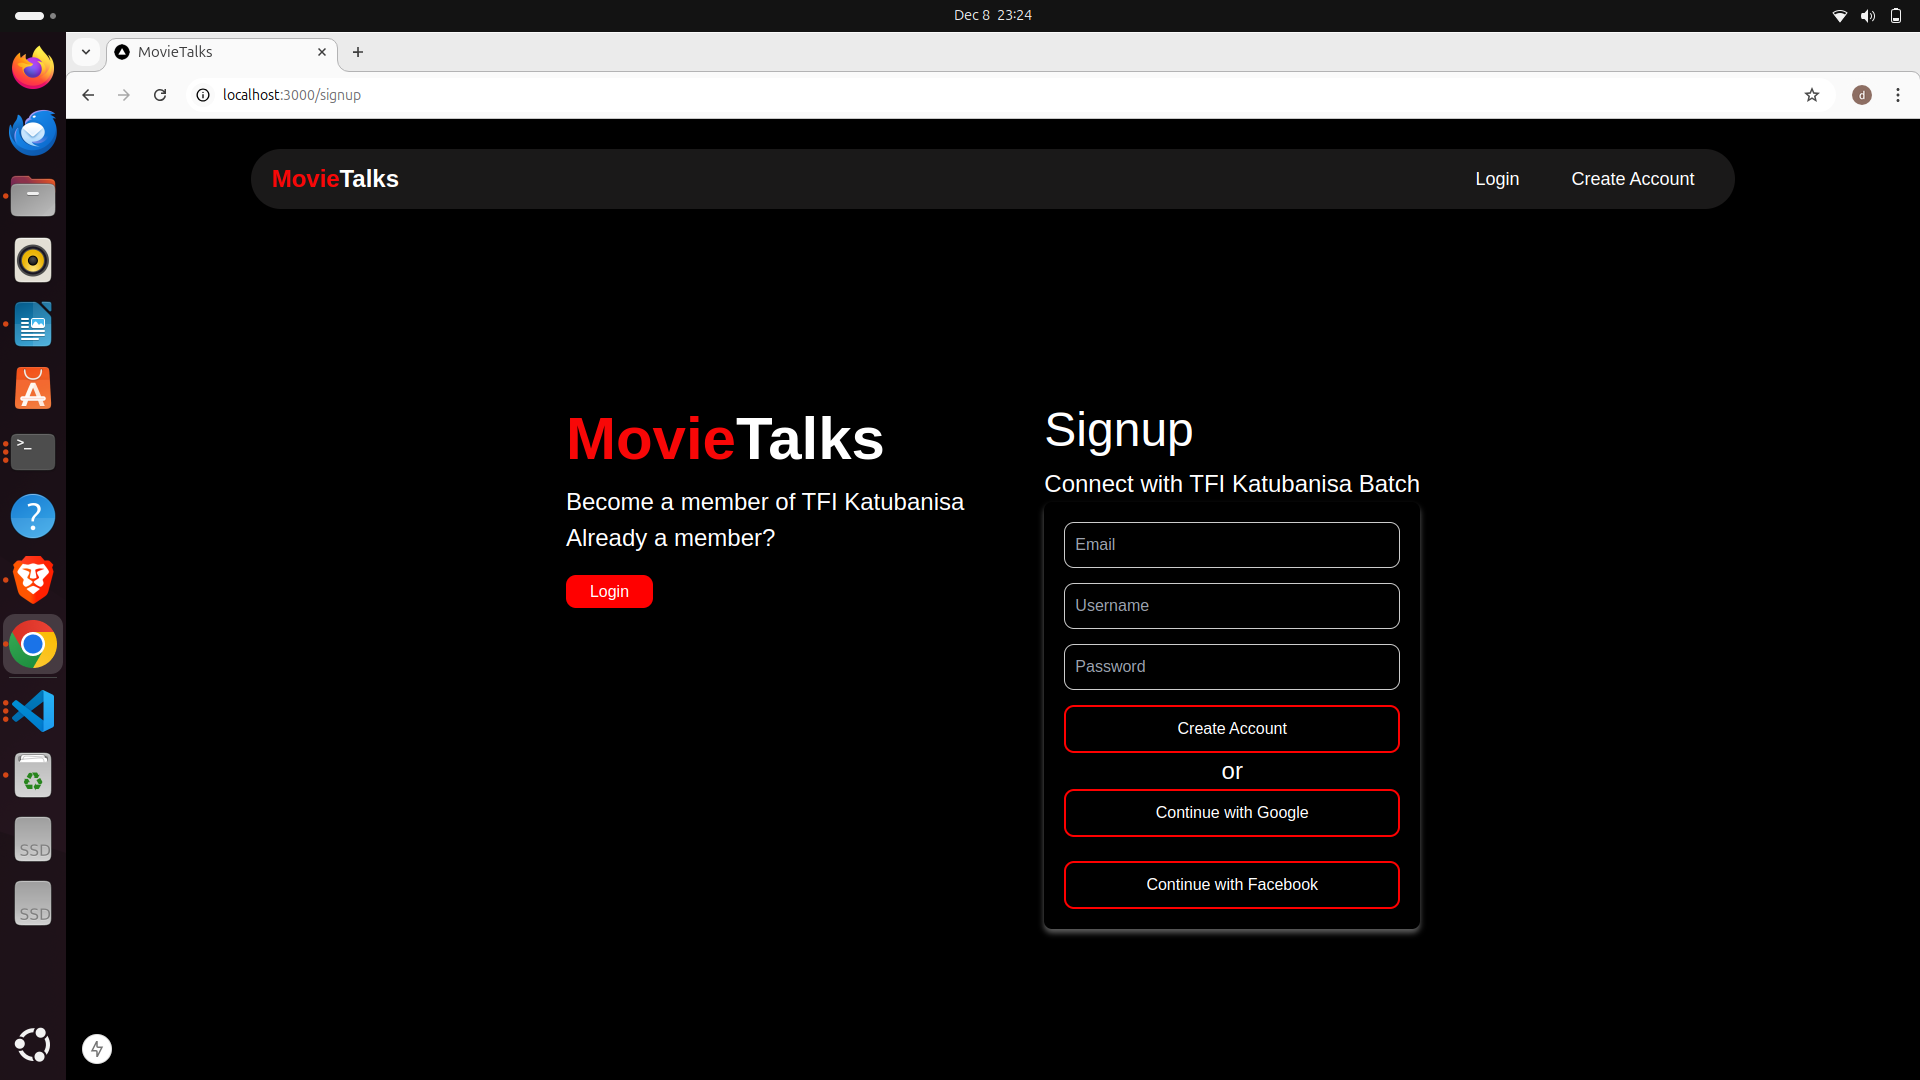 Dec 8 23:24
MovieTalks
localhost:3000/signup
d
MovieTalks
Login
Create Account
MovieTalks
Become a member of TFI Katubanisa
Already a member?
Login
Signup
Connect with TFI Katubanisa Batch
Email
Username
Password
Create Account
or
Continue with Google
Continue with Facebook
>_
?
A
SSD
SSD